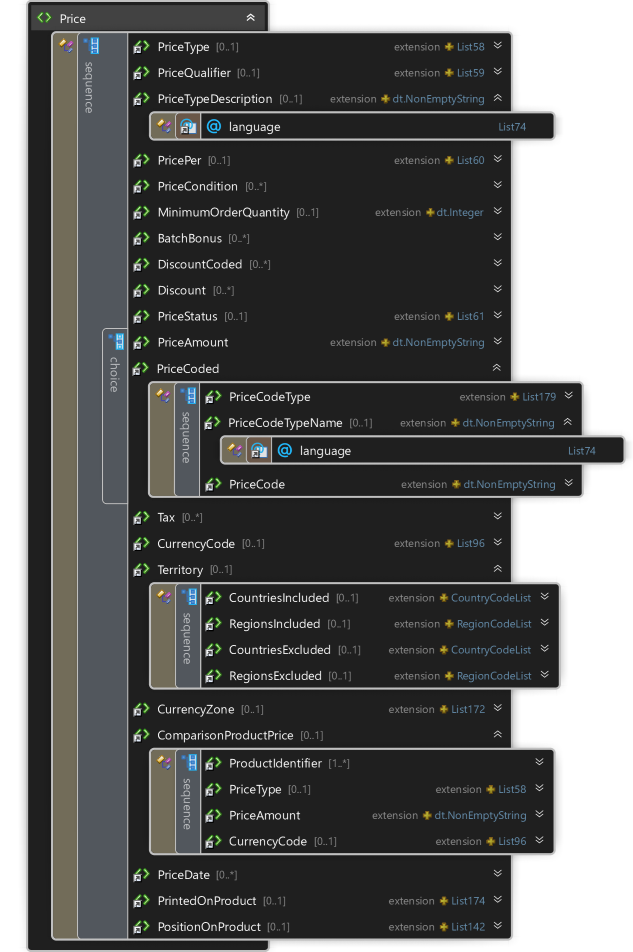 Price
sequence
PriceType [0..1] extension List58
PriceQualifier [0..1] extension List59
PriceTypeDescription [0..1] extension dt.NonEmptyString
@ language List74
PricePer [0..1] extension List60
PriceCondition [0..*]
MinimumOrderQuantity [0..1] extension dt.Integer
BatchBonus [0..*]
DiscountCoded [0..*]
Discount [0..*]
PriceStatus [0..1] extension List61
choice
PriceAmount extension dt.NonEmptyString
PriceCoded
sequence
PriceCodeType extension List179
PriceCodeTypeName [0..1] extension dt.NonEmptyString
@ language List74
PriceCode extension dt.NonEmptyString
Tax [0..*]
CurrencyCode [0..1] extension List96
Territory [0..1]
sequence
CountriesIncluded [0..1] extension CountryCodeList
RegionsIncluded [0..1] extension RegionCodeList
CountriesExcluded [0..1] extension CountryCodeList
RegionsExcluded [0..1] extension RegionCodeList
CurrencyZone [0..1] extension List172
ComparisonProductPrice [0..1]
sequence
ProductIdentifier [1..*]
PriceType [0..1] extension List58
PriceAmount extension dt.NonEmptyString
CurrencyCode [0..1] extension List96
PriceDate [0..*]
PrintedOnProduct [0..1] extension List174
PositionOnProduct [0..1] extension List142